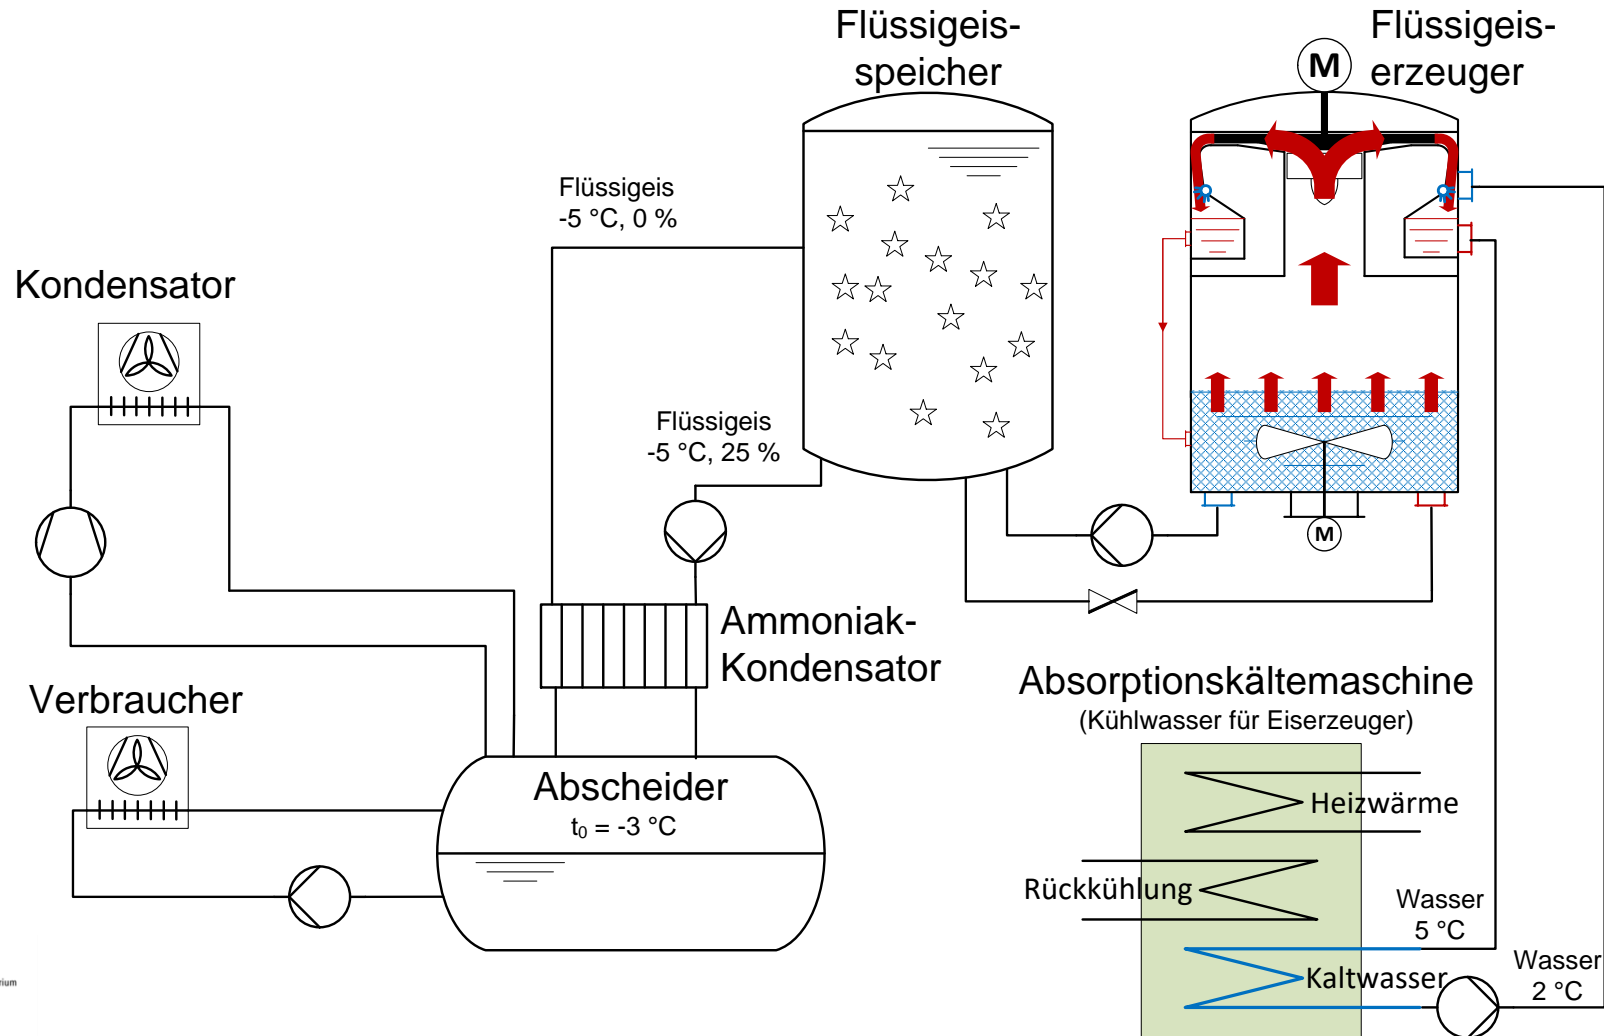 Flüssigeis-
speicher
Flüssigeis-
erzeuger
M
Flüssigeis
-5 °C, 0 %
Kondensator
Flüssigeis
-5 °C, 25 %
M
Ammoniak-
Kondensator
Absorptionskältemaschine
(Kühlwasser für Eiserzeuger)
Verbraucher
Abscheider
t₀ = -3 °C
Heizwärme
Rückkühlung
Wasser
5 °C
Kaltwasser
Wasser
2 °C
rium